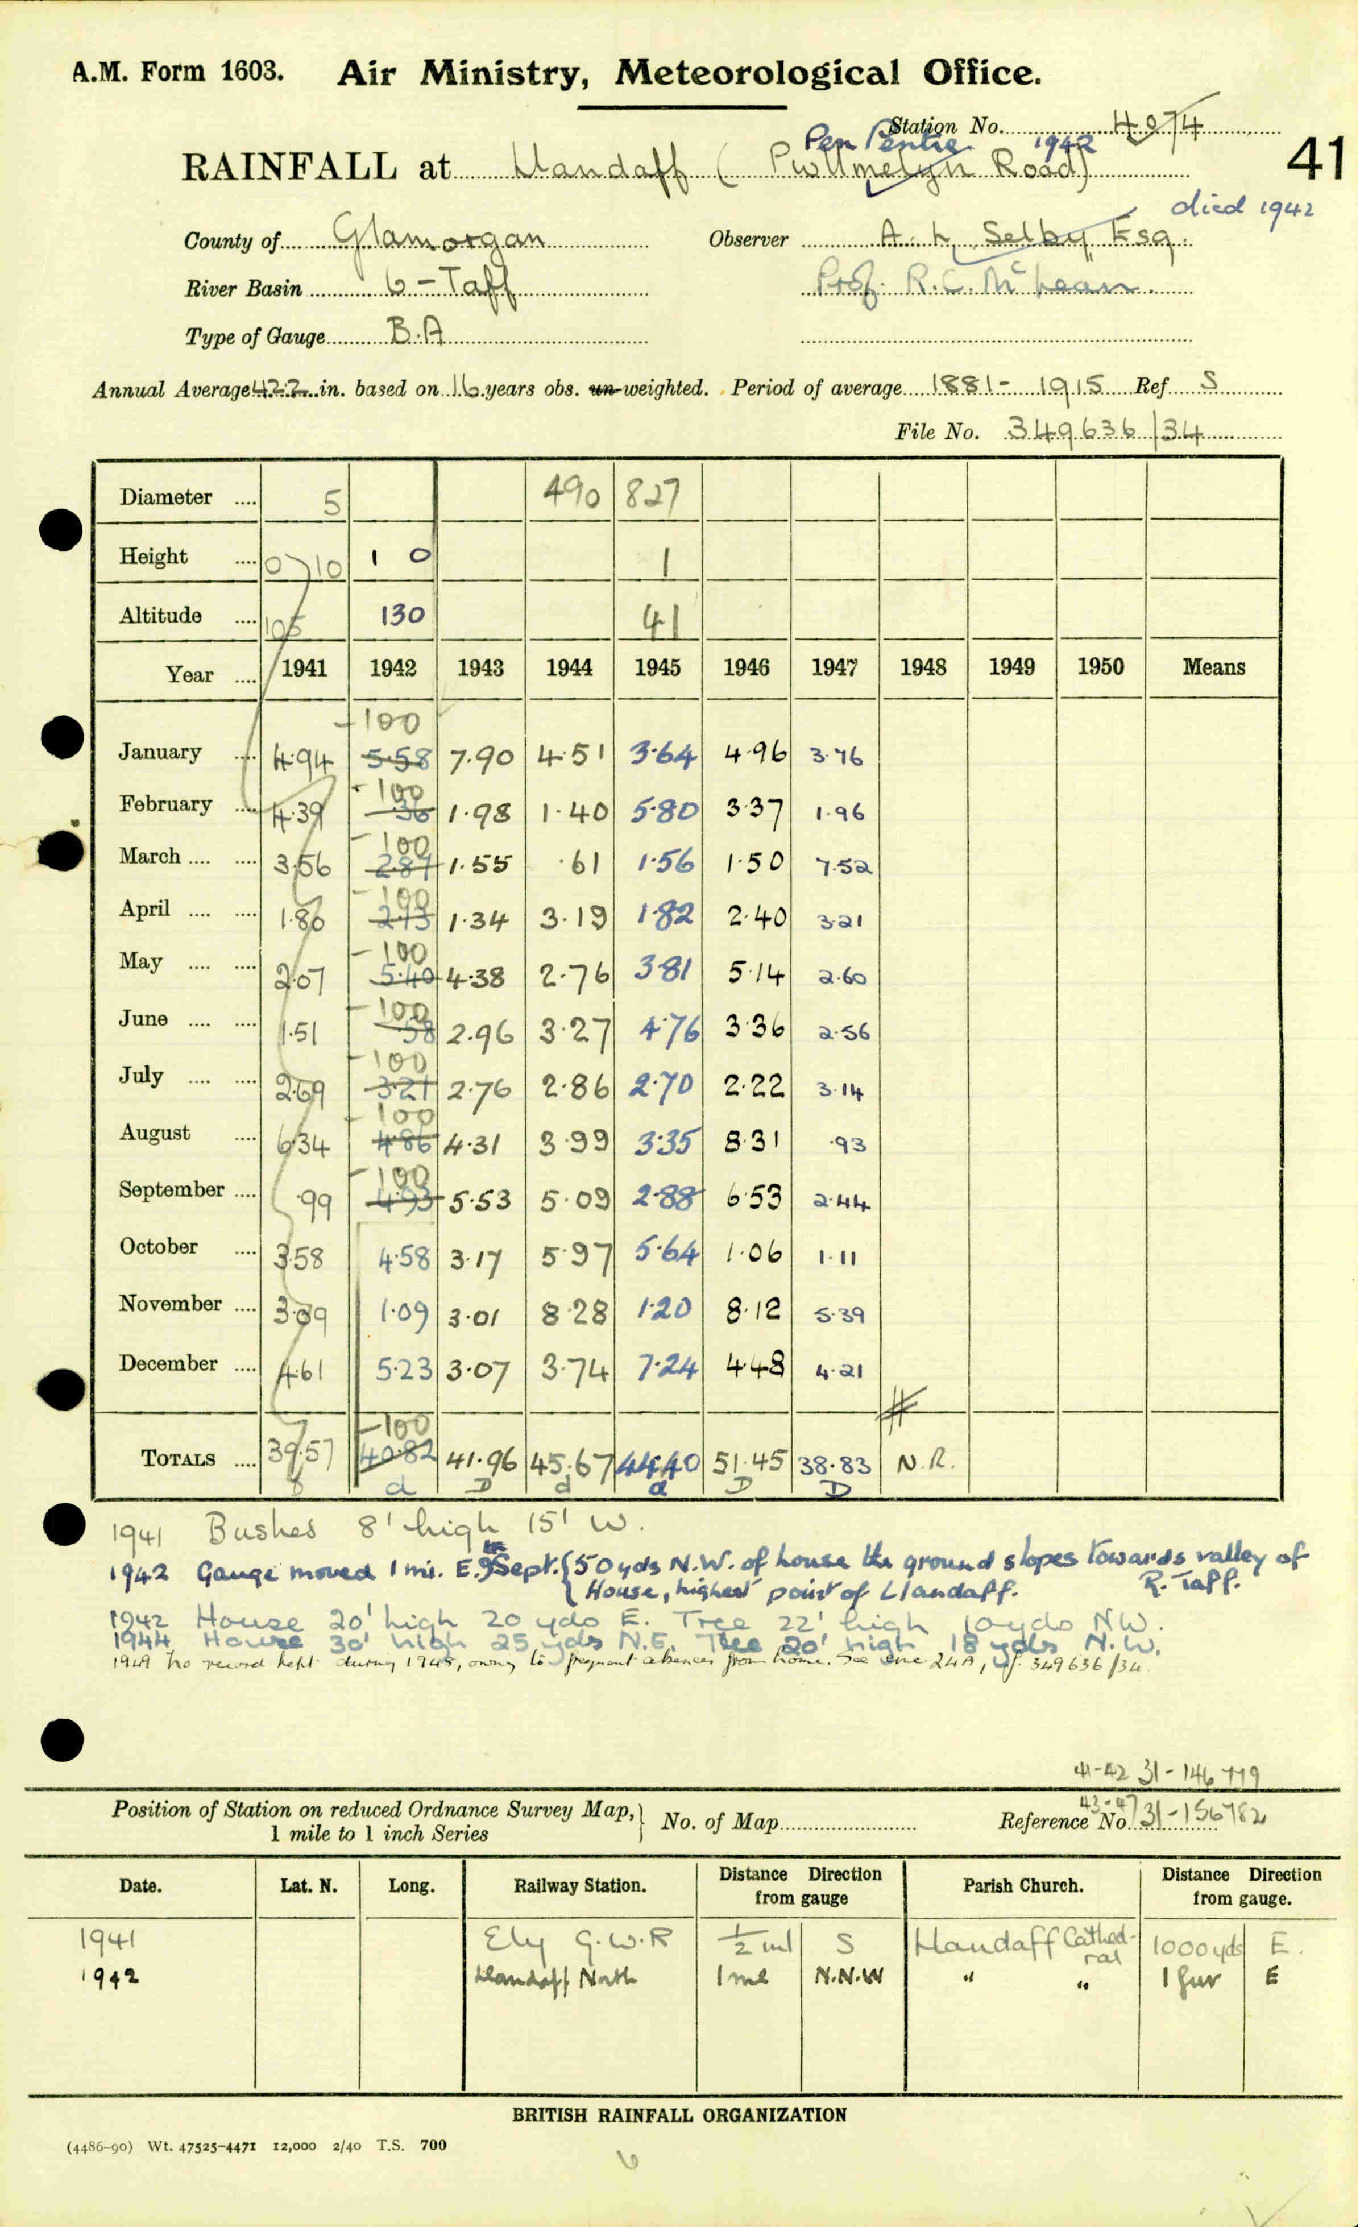 A.M. Form 1603. Air Ministry, Meteorological Office.
Station No. 4074
Pen Pentre 1942
41
RAINFALL at Llandaff ( Pwllmelyn Road)
died 1942
County of Glamorgan Observer A. L. Selby Esq.
River Basin 6 - Taff Prof. R.C. McLean.
Type of Gauge B.A
Annual Average 42.2 in. based on 16 years obs. un-weighted. Period of average 1881- 1915 Ref. S
File No. 349636/34
Diameter .... 5 490 827
Height .... 0 10 1 0 1
Altitude .... 105 130 41
Year .... 1941 1942 1943 1944 1945 1946 1947 1948 1949 1950 Means
-100
January .... 4.94 5.58 7.90 4.51 3.64 4.96 3.76
-100
February .... 4.39 .36 1.98 1.40 5.80 3.37 1.96
-100
March .... .... 3.56 2.87 1.55 .61 1.56 1.50 7.52
-100
April .... .... 1.80 2.73 1.34 3.19 1.82 2.40 3.21
-100
May .... .... 2.07 5.40 4.38 2.76 3.81 5.14 2.60
-100
June .... .... 1.51 .58 2.96 3.27 4.76 3.36 2.56
-100
July .... .... 2.69 3.21 2.76 2.86 2.70 2.22 3.14
-100
August .... 6.34 4.86 4.31 3.99 3.35 8.31 .93
-100
September .... .99 4.93 5.53 5.09 2.88 6.53 2.44
October .... 3.58 4.58 3.17 5.97 5.64 1.06 1.11
November .... 3.09 1.09 3.01 8.28 1.20 8.12 5.39
December .... 4.61 5.23 3.07 3.74 7.24 4.48 4.21
-100
TOTALS .... 39.57 40.82 41.96 45.67 44.40 51.45 38.83 N.R.
d D d d D D
1941 Bushes 8' high 15' W.
1942 Gauge moved 1 mi. E. 9th Sept. { 50 yds N.W. of house the ground slopes towards valley of
House, highest point of Llandaff. R. Taff.
1942 House 20' high 20 yds E. Tree 22' high 10 yds NW.
1944 House 30' high 25 yds N.E. Tree 20' high 18 yds N.W.
1949 No record kept during 1948, owing to frequent absences from home. See 24A, of 349636/34.
41-42 31-146779
Position of Station on reduced Ordnance Survey Map, } No. of Map 43-47 Reference No 31-156782
1 mile to 1 inch Series
Date. Lat. N. Long. Railway Station. Distance Direction from gauge Parish Church. Distance Direction from gauge.
1941 Ely G.W.R 1/2 ml S Llandaff Cathedral 1000 yds E.
1942 Llandaff North 1 ml N.N.W " " 1 fur E
BRITISH RAINFALL ORGANIZATION
(4486-90) Wt. 47525-4471 12,000 2/40 T.S. 700
6